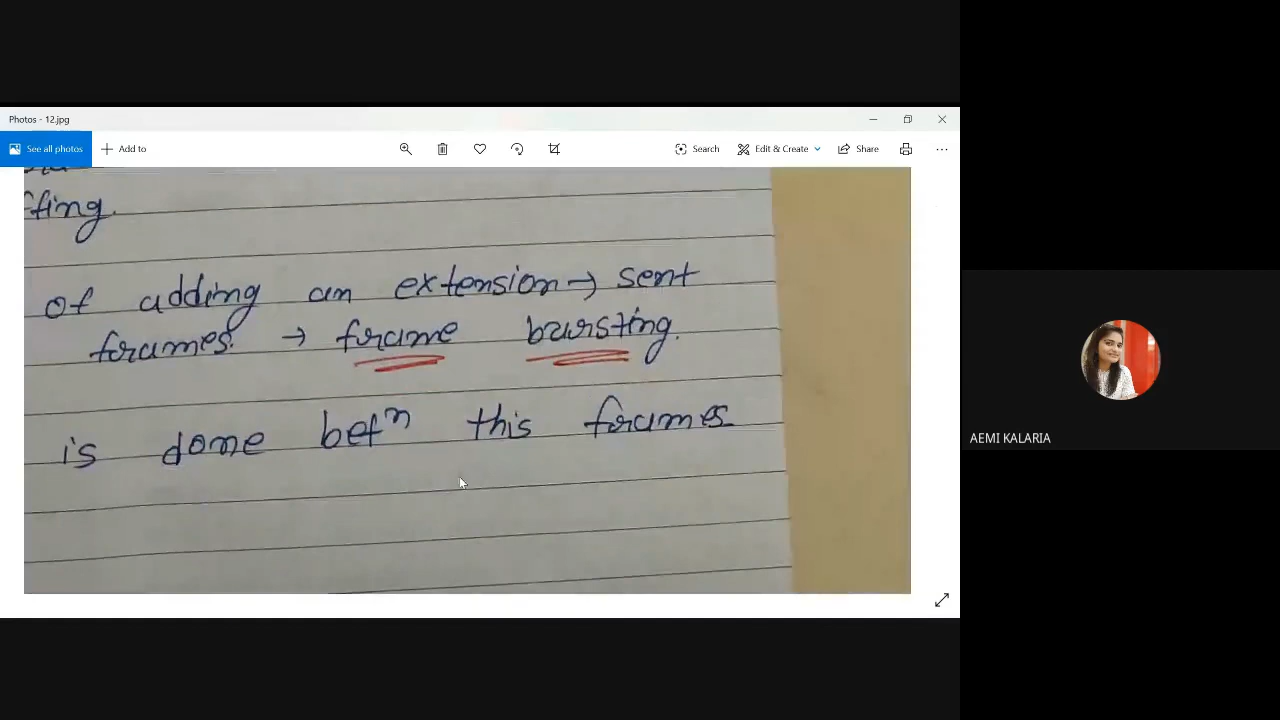 Photos - 12.jpg
See all photos
Add to
Search
Edit & Create
Share
ffing.
of adding an extension → sent
frames. → frame bursting.
is done betn this frames
AEMI KALARIA